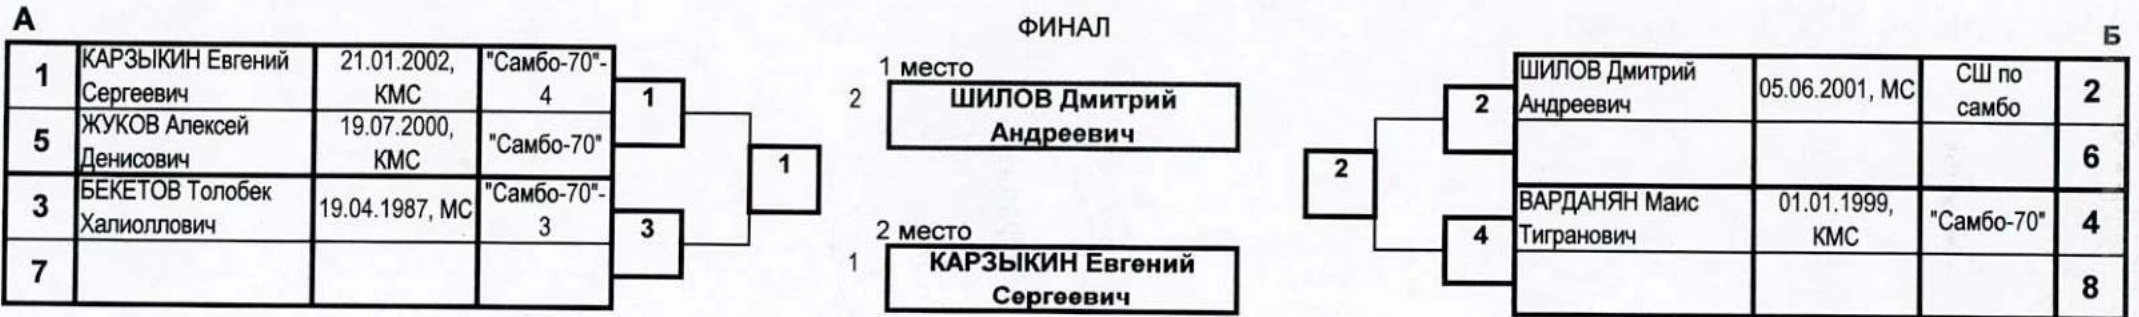 А
ФИНАЛ
Б
1
КАРЗЫКИН Евгений
Сергеевич
21.01.2002,
КМС
"Самбо-70"-
4
5
ЖУКОВ Алексей
Денисович
19.07.2000,
КМС
"Самбо-70"
3
БЕКЕТОВ Толобек
Халиоллович
19.04.1987, МС
"Самбо-70"-
3
7
1
3
1
1 место
2
ШИЛОВ Дмитрий
Андреевич
2 место
1
КАРЗЫКИН Евгений
Сергеевич
2
2
4
ШИЛОВ Дмитрий
Андреевич
05.06.2001, МС
СШ по
самбо
2
6
ВАРДАНЯН Маис
Тигранович
01.01.1999,
КМС
"Самбо-70"
4
8